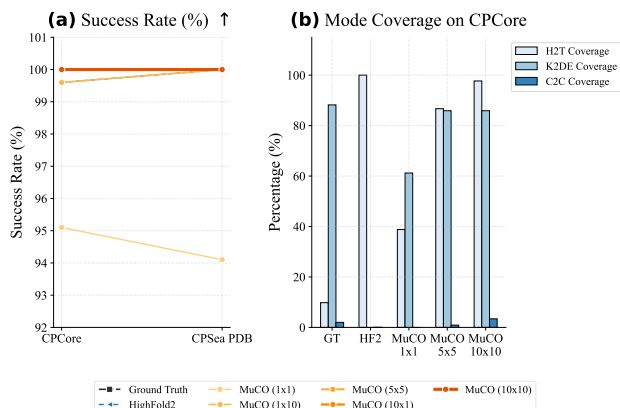 (a) Success Rate (%) ↑
(b) Mode Coverage on CPCore
Success Rate (%)
101
100
99
98
97
96
95
94
93
92
CPCore
CPSea PDB
Percentage (%)
100
80
60
40
20
0
GT
HF2
MuCO
1x1
MuCO
5x5
MuCO
10x10
H2T Coverage
K2DE Coverage
C2C Coverage
Ground Truth
HighFold2
MuCO (1x1)
MuCO (1x10)
MuCO (5x5)
MuCO (10x1)
MuCO (10x10)